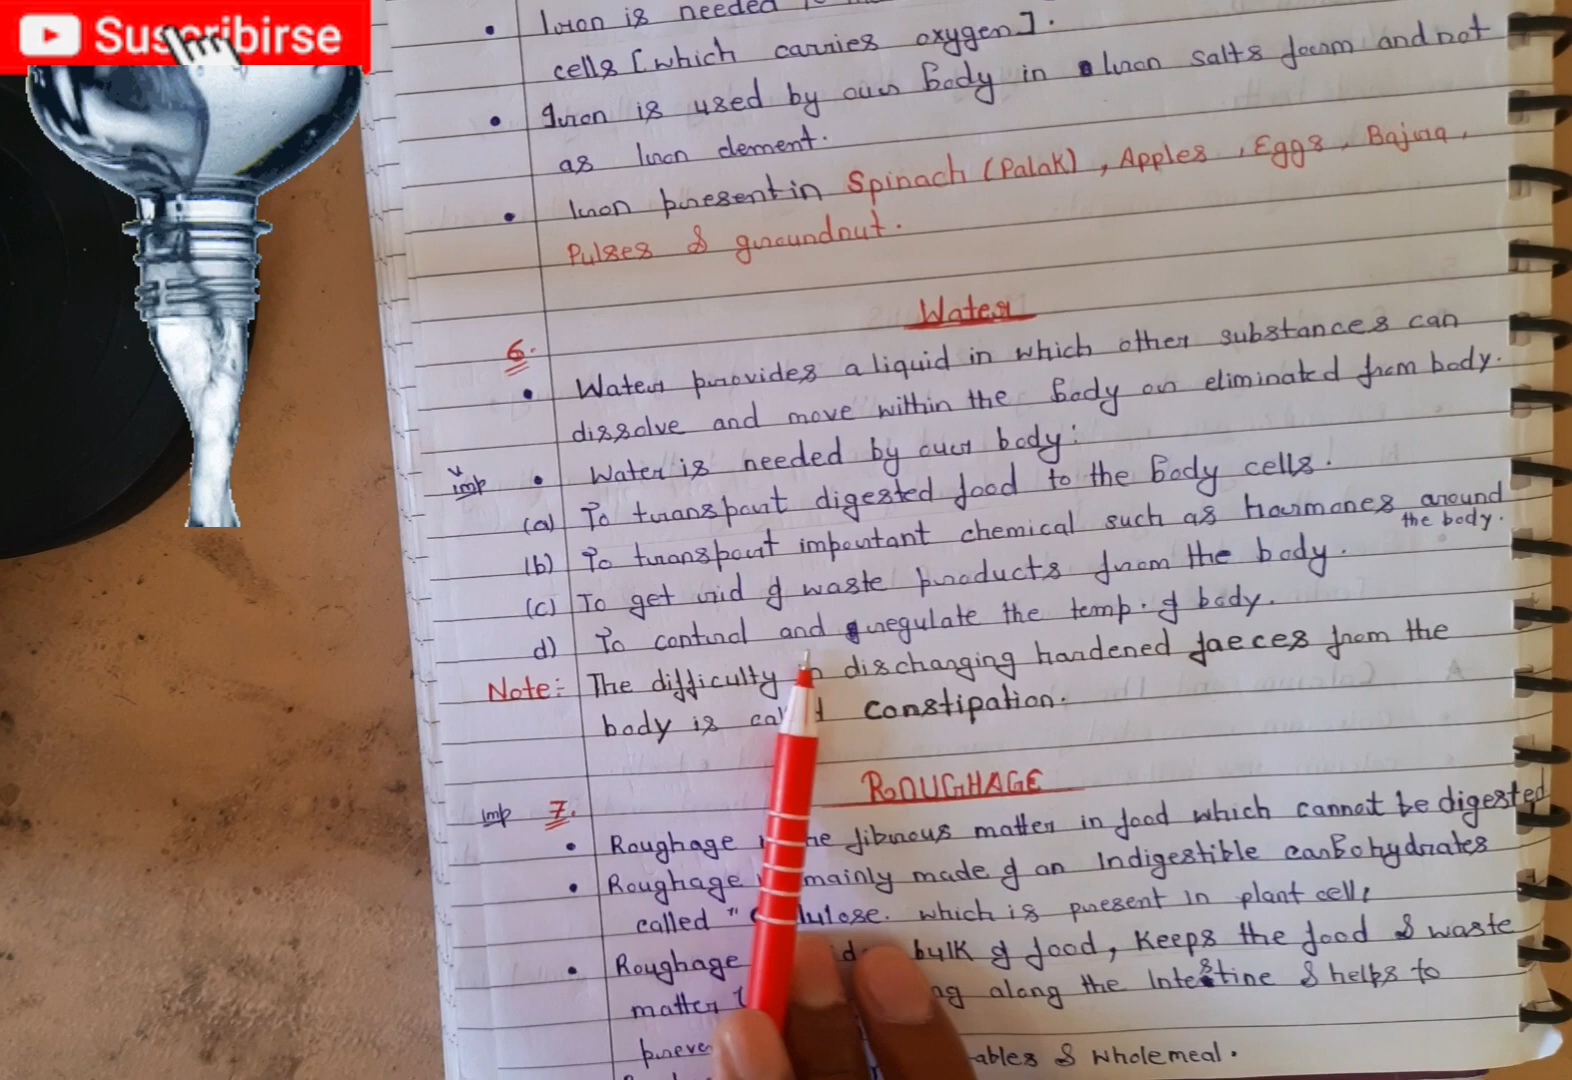 Suscribirse
• Iron is needed
cells [which carries oxygen].
• Iron is used by our body in Iron salts form and not
as Iron element.
• Iron present in Spinach (Palak), Apples, Eggs, Bajra,
Pulses & groundnut.
Water
6.
• Water provides a liquid in which other substances can
dissolve and move within the body or eliminated from body.
v imp • Water is needed by our body:
(a) To transport digested food to the body cells.
(b) To transport important chemical such as hormones around the body.
(c) To get rid of waste products from the body.
d) To control and regulate the temp. of body.
Note:- The difficulty in discharging hardened faeces from the
body is called Constipation.
ROUGHAGE
imp 7.
• Roughage the fibrous matter in food which cannot be digested
• Roughage mainly made of an Indigestible carbohydrates
called " lulose. which is present in plant cell
• Roughage bulk of food, Keeps the food & waste
matter along the Intestine & helps to
preve
ables & wholemeal.